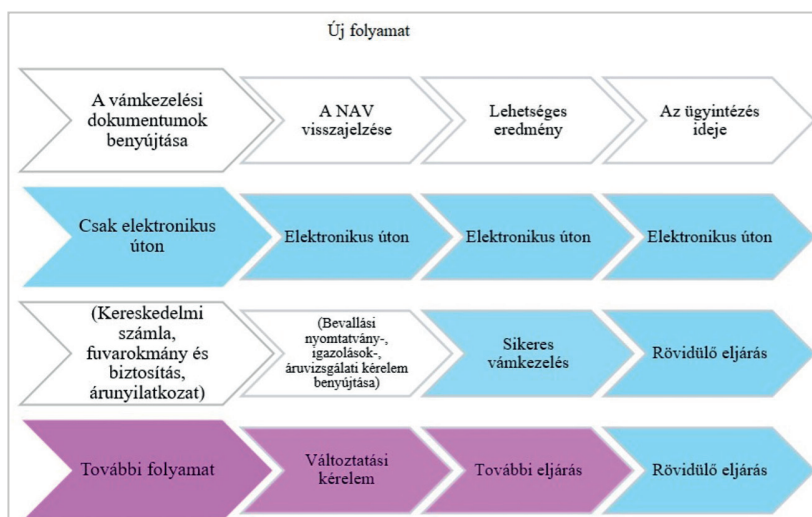 Új folyamat
A vámkezelési
dokumentumok
benyújtása
A NAV
visszajelzése
Lehetséges
eredmény
Az ügyintézés
ideje
Csak elektronikus
úton
Elektronikus úton
Elektronikus úton
Elektronikus úton
(Kereskedelmi
számla,
fuvarokmány és
biztosítás,
árunyilatkozat)
(Bevallási
nyomtatvány-,
igazolások-,
áruvizsgálati kérelem
benyújtása)
Sikeres
vámkezelés
Rövidülő eljárás
További folyamat
Változtatási
kérelem
További eljárás
Rövidülő eljárás